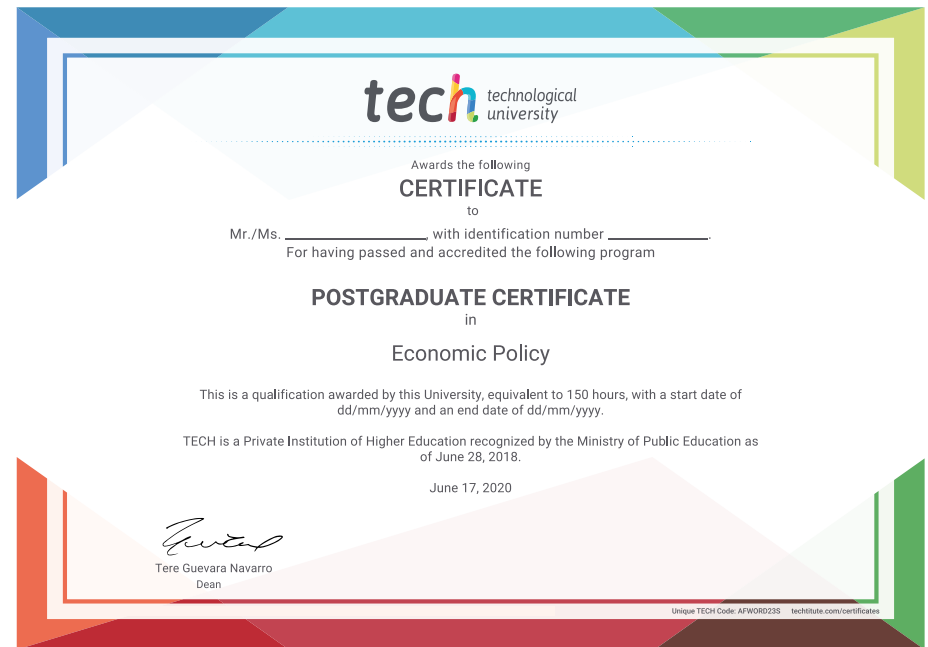 tech technological
university
Awards the following
CERTIFICATE
to
Mr./Ms. ____________________, with identification number ______________.
For having passed and accredited the following program
POSTGRADUATE CERTIFICATE
in
Economic Policy
This is a qualification awarded by this University, equivalent to 150 hours, with a start date of
dd/mm/yyyy and an end date of dd/mm/yyyy.
TECH is a Private Institution of Higher Education recognized by the Ministry of Public Education as
of June 28, 2018.
June 17, 2020
Tere Guevara Navarro
Dean
Unique TECH Code: AFWORD23S techtitute.com/certificates